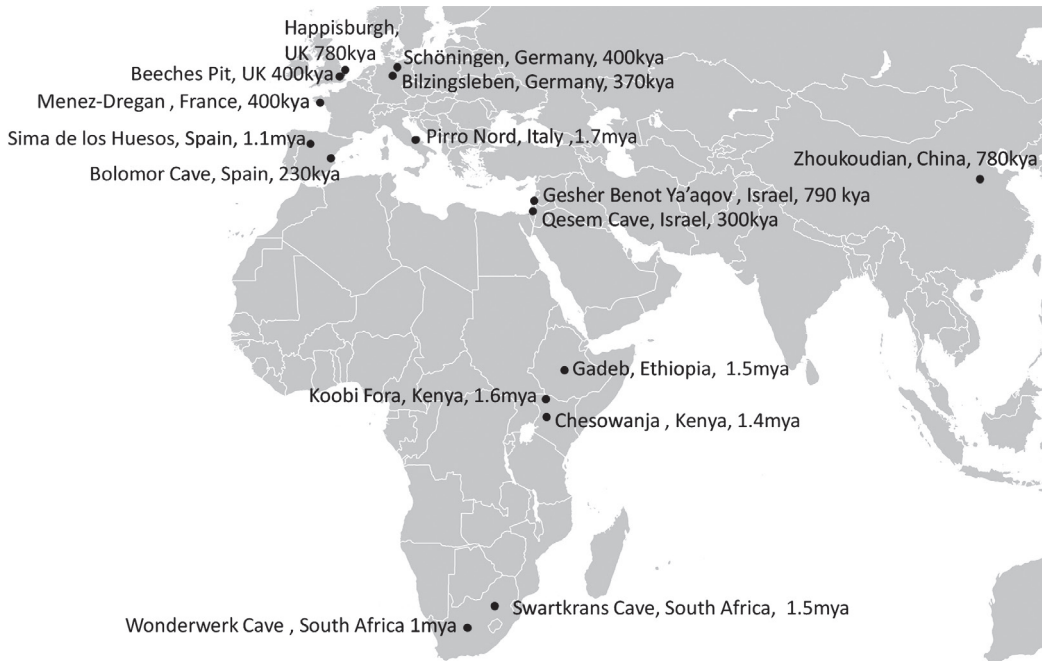 Happisburgh,
UK 780kya
Schöningen, Germany, 400kya
Beeches Pit, UK 400kya
Bilzingsleben, Germany, 370kya
Menez-Dregan , France, 400kya
Sima de los Huesos, Spain, 1.1mya
Pirro Nord, Italy ,1.7mya
Zhoukoudian, China, 780kya
Bolomor Cave, Spain, 230kya
Gesher Benot Ya’aqov , Israel, 790 kya
Qesem Cave, Israel, 300kya
Gadeb, Ethiopia, 1.5mya
Koobi Fora, Kenya, 1.6mya
Chesowanja , Kenya, 1.4mya
Swartkrans Cave, South Africa, 1.5mya
Wonderwerk Cave , South Africa 1mya